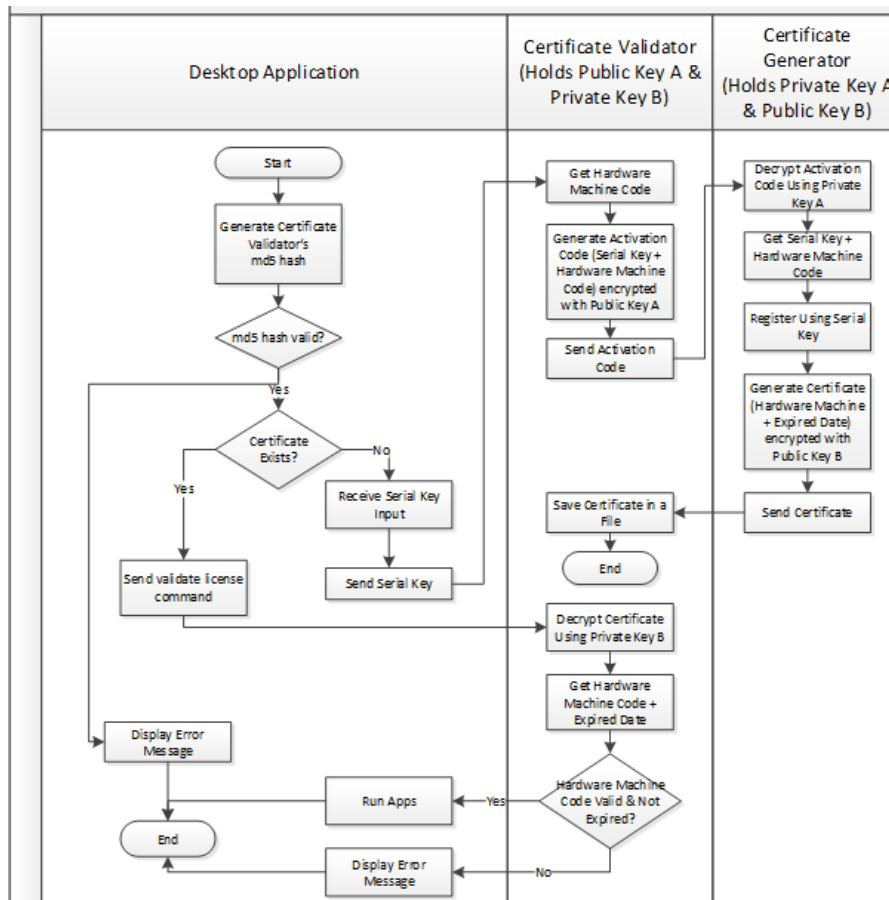 Desktop Application
Certificate Validator
(Holds Public Key A &
Private Key B)
Certificate
Generator
(Holds Private Key A
& Public Key B)
Start
Generate Certificate
Validator's
md5 hash
md5 hash valid?
Yes
Certificate
Exists?
No
Yes
Receive Serial Key
Input
Send Serial Key
Send validate license
command
Display Error
Message
Run Apps
End
Display Error
Message
Get Hardware
Machine Code
Generate Activation
Code (Serial Key +
Hardware Machine
Code) encrypted
with Public Key A
Send Activation
Code
Save Certificate in a
File
End
Decrypt Certificate
Using Private Key B
Get Hardware
Machine Code +
Expired Date
Hardware Machine
Code Valid & Not
Expired?
Yes
No
Decrypt Activation
Code Using Private
Key A
Get Serial Key +
Hardware Machine
Code
Register Using Serial
Key
Generate Certificate
(Hardware Machine
+ Expired Date)
encrypted with
Public Key B
Send Certificate